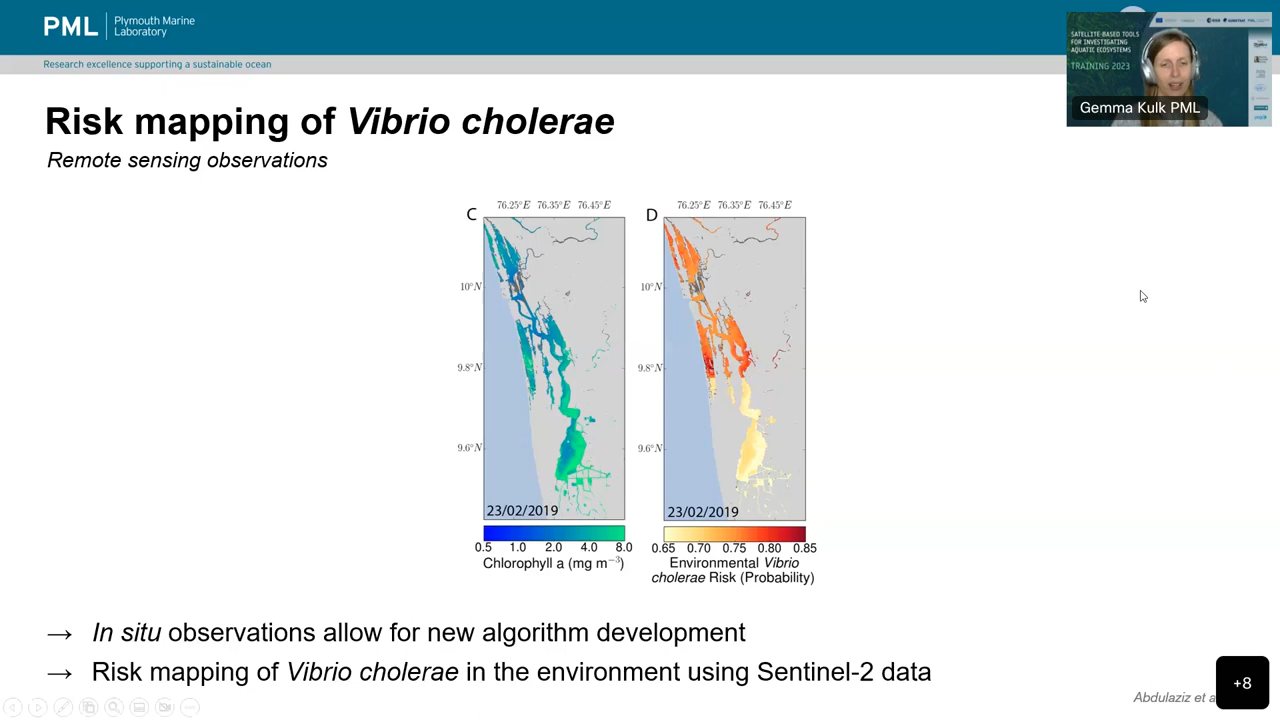 PML
Plymouth Marine
Laboratory
Research excellence supporting a sustainable ocean
SATELLITE-BASED TOOLS
FOR INVESTIGATING
AQUATIC ECOSYSTEMS
TRAINING 2023
Gemma Kulk PML
Risk mapping of Vibrio cholerae
Remote sensing observations
C
76.25°E 76.35°E 76.45°E
10°N
9.8°N
9.6°N
23/02/2019
0.5 1.0 2.0 4.0 8.0
Chlorophyll a (mg m⁻³)
D
76.25°E 76.35°E 76.45°E
10°N
9.8°N
9.6°N
23/02/2019
0.65 0.70 0.75 0.80 0.85
Environmental Vibrio
cholerae Risk (Probability)
→ In situ observations allow for new algorithm development
→ Risk mapping of Vibrio cholerae in the environment using Sentinel-2 data
Abdulaziz et
+8